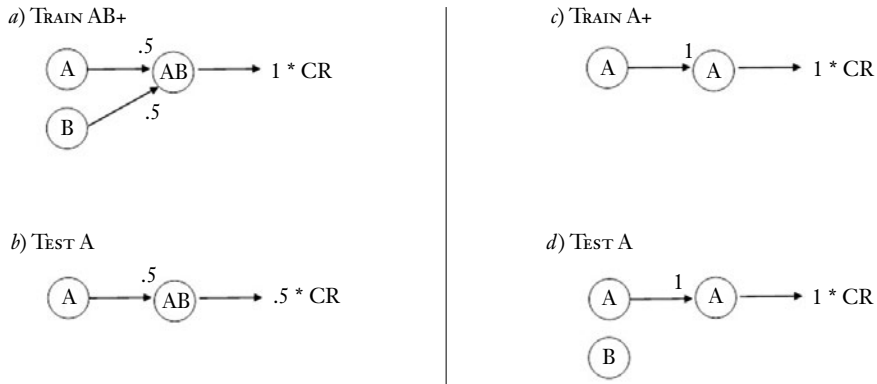 a) Train AB+
.5
A
AB
1 * CR
B
.5
b) Test A
.5
A
AB
.5 * CR
c) Train A+
1
A
A
1 * CR
d) Test A
1
A
A
1 * CR
B